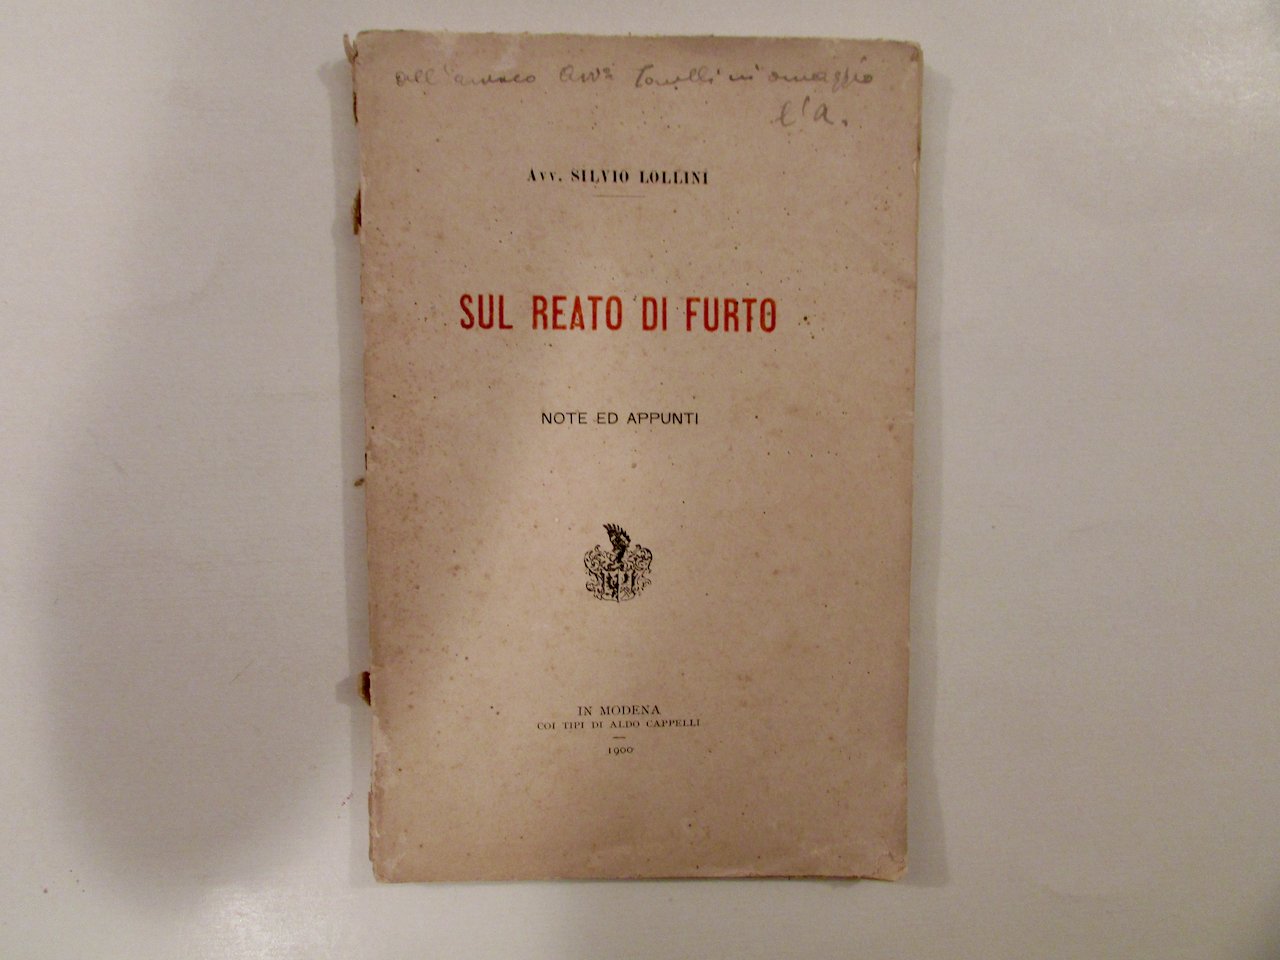 all'amico Avv. in omaggio
l'A.
Avv. SILVIO LOLLINI
SUL REATO DI FURTO
NOTE ED APPUNTI
IN MODENA
COI TIPI DI ALDO CAPPELLI
1900